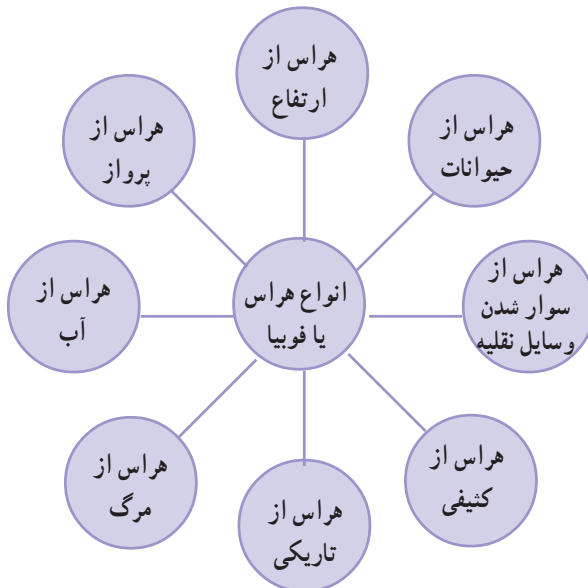 هراس از
ارتفاع
هراس از
حیوانات
هراس از
سوار شدن
وسایل نقلیه
هراس از
کثیفی
هراس از
تاریکی
هراس از
مرگ
هراس از
آب
هراس از
پرواز
انواع هراس
یا فوبیا